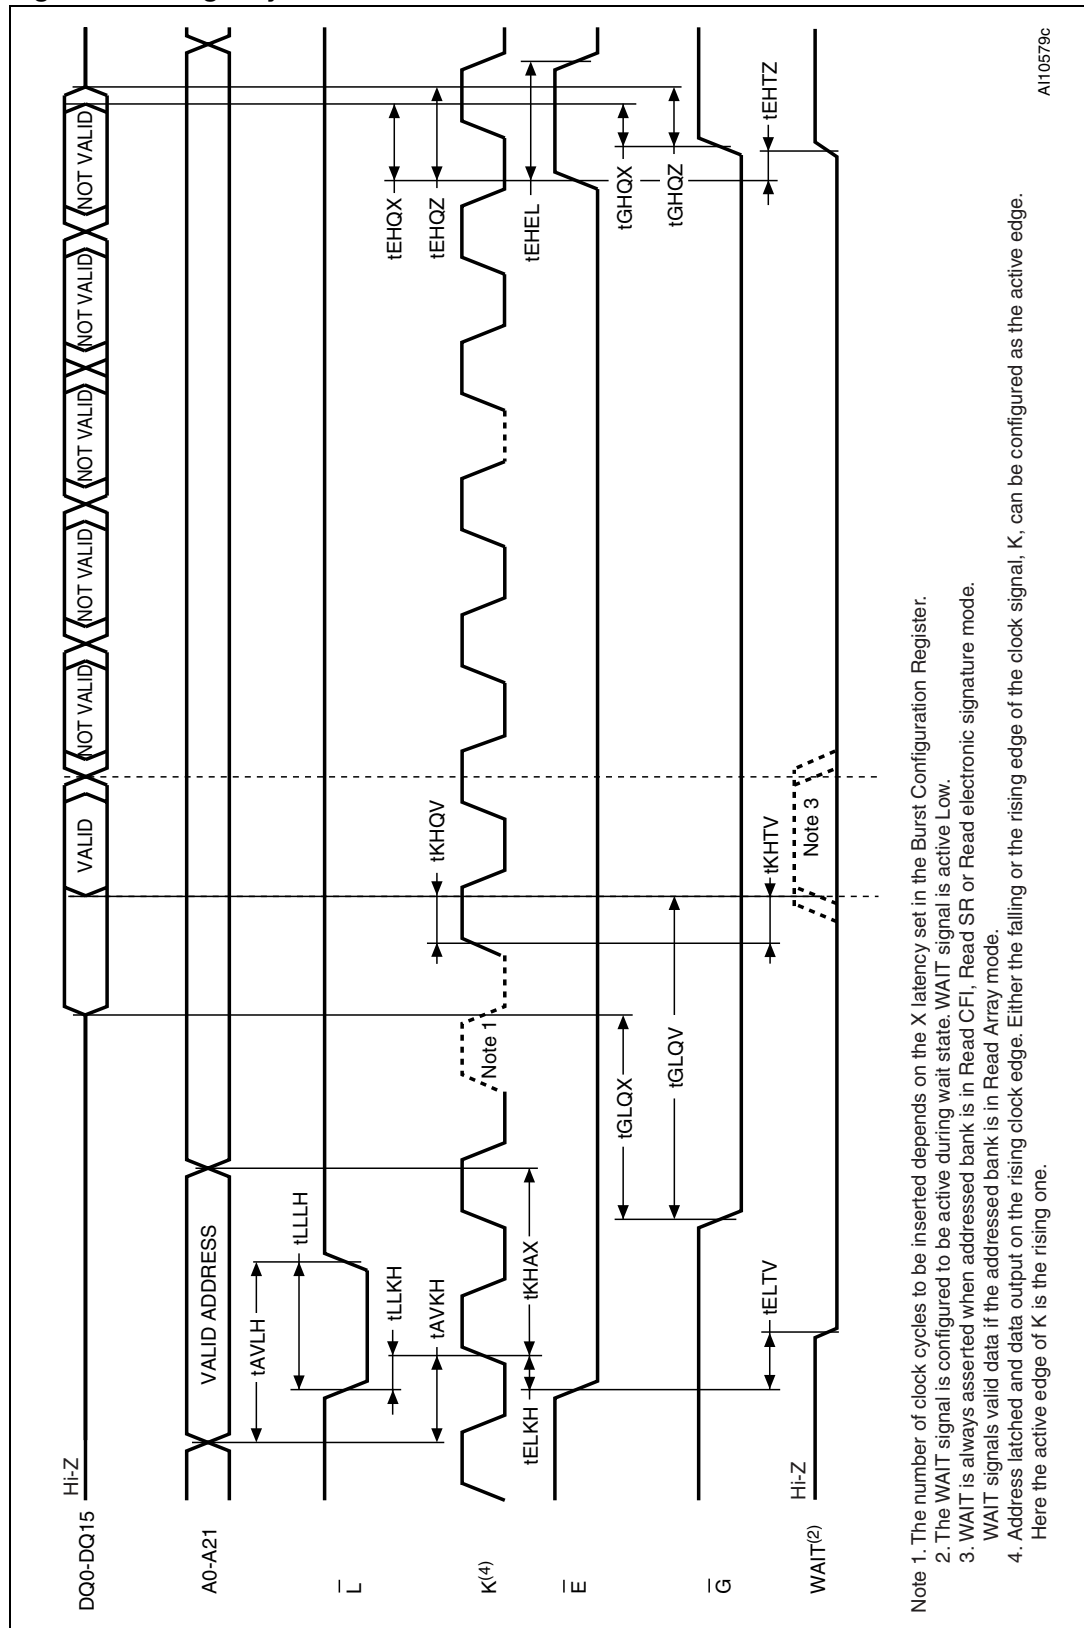 DQ0-DQ15
Hi-Z
VALID
NOT VALID
NOT VALID
NOT VALID
NOT VALID
NOT VALID
A0-A21
VALID ADDRESS
tAVLH
L
tLLLH
tLLKH
tAVKH
K(4)
Note 1
tKHQV
tEHQX
tEHQZ
E
tELKH
tKHAX
tEHEL
G
tGLQX
tGLQV
tGHQX
tGHQZ
WAIT(2)
Hi-Z
tELTV
tKHTV
Note 3
tEHTZ
Note 1. The number of clock cycles to be inserted depends on the X latency set in the Burst Configuration Register.
2. The WAIT signal is configured to be active during wait state. WAIT signal is active Low.
3. WAIT is always asserted when addressed bank is in Read CFI, Read SR or Read electronic signature mode.
WAIT signals valid data if the addressed bank is in Read Array mode.
4. Address latched and data output on the rising clock edge. Either the falling or the rising edge of the clock signal, K, can be configured as the active edge.
Here the active edge of K is the rising one.
AI10579c